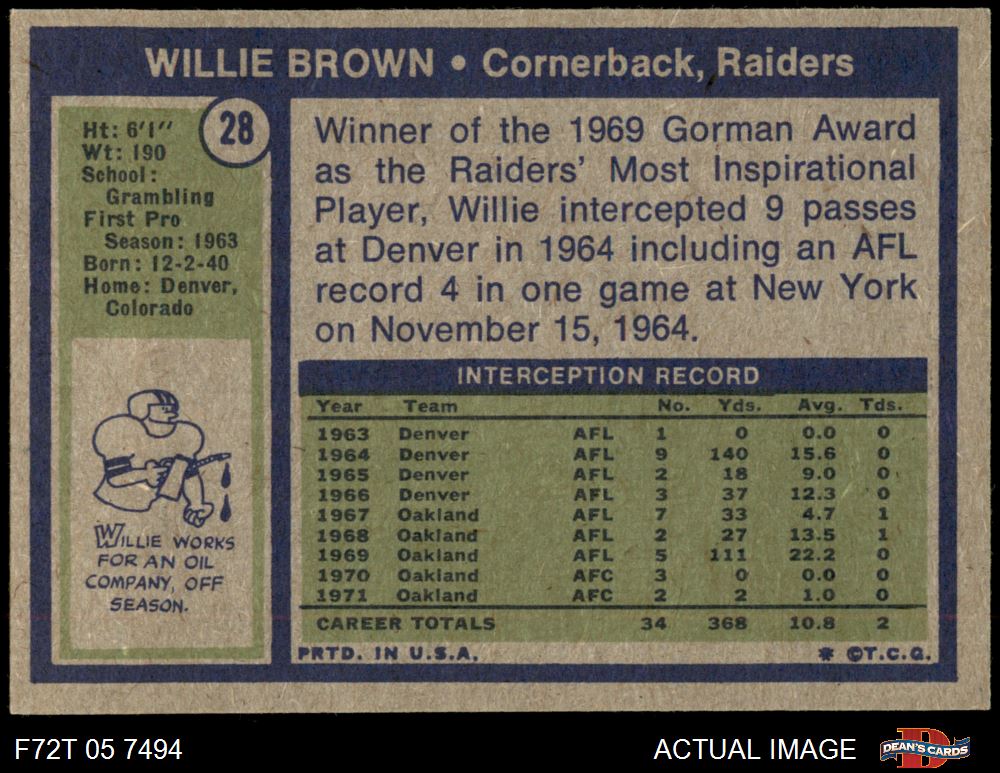 WILLIE BROWN • Cornerback, Raiders
28
Ht: 6'1"
Wt: 190
School:
Grambling
First Pro
Season: 1963
Born: 12-2-40
Home: Denver,
Colorado
WILLIE WORKS
FOR AN OIL
COMPANY, OFF
SEASON.
Winner of the 1969 Gorman Award
as the Raiders' Most Inspirational
Player, Willie intercepted 9 passes
at Denver in 1964 including an AFL
record 4 in one game at New York
on November 15, 1964.
INTERCEPTION RECORD
Year Team No. Yds. Avg. Tds.
1963 Denver AFL 1 0 0.0 0
1964 Denver AFL 9 140 15.6 0
1965 Denver AFL 2 18 9.0 0
1966 Denver AFL 3 37 12.3 0
1967 Oakland AFL 7 33 4.7 1
1968 Oakland AFL 2 27 13.5 1
1969 Oakland AFL 5 111 22.2 0
1970 Oakland AFC 3 0 0.0 0
1971 Oakland AFC 2 2 1.0 0
CAREER TOTALS 34 368 10.8 2
PRTD. IN U.S.A. * ©T.C.G.
F72T 05 7494 ACTUAL IMAGE
DEAN'S CARDS